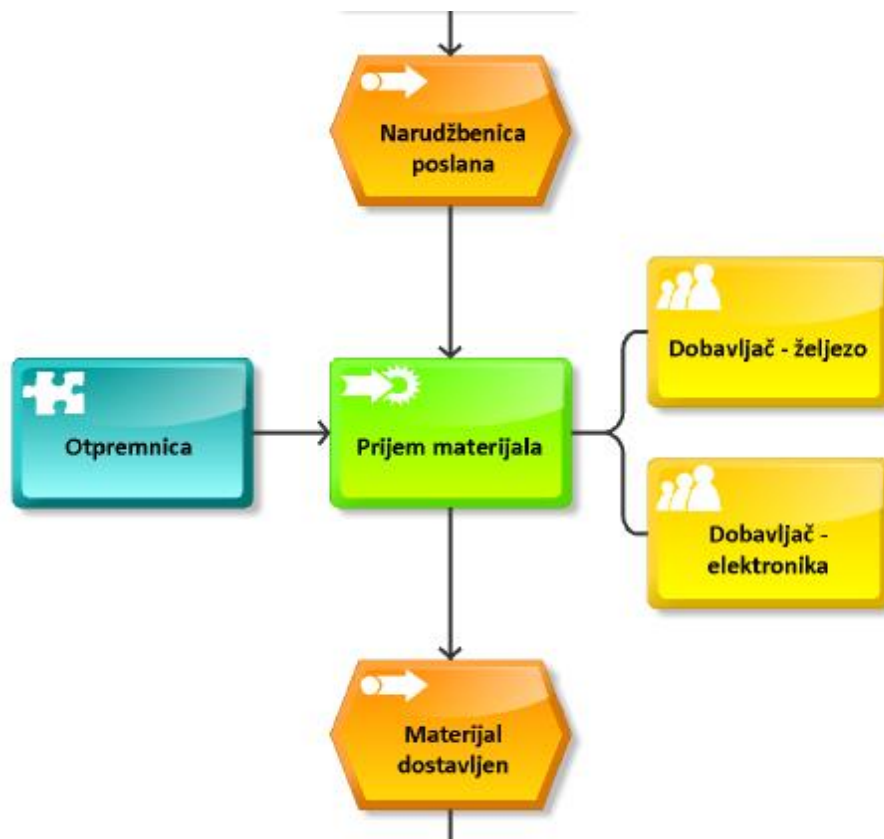 Narudžbenica
poslana
Dobavljač - željezo
Otpremnica
Prijem materijala
Dobavljač -
elektronika
Materijal
dostavljen